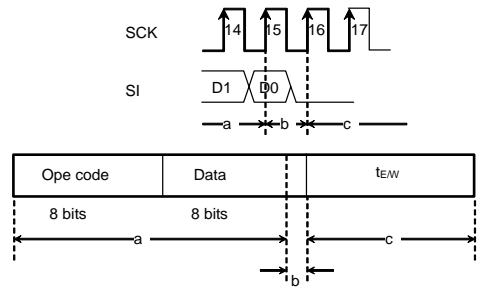 SCK 14 15 16 17
SI D1 D0
a b c
Ope code Data tE/W
8 bits 8 bits
a c
b